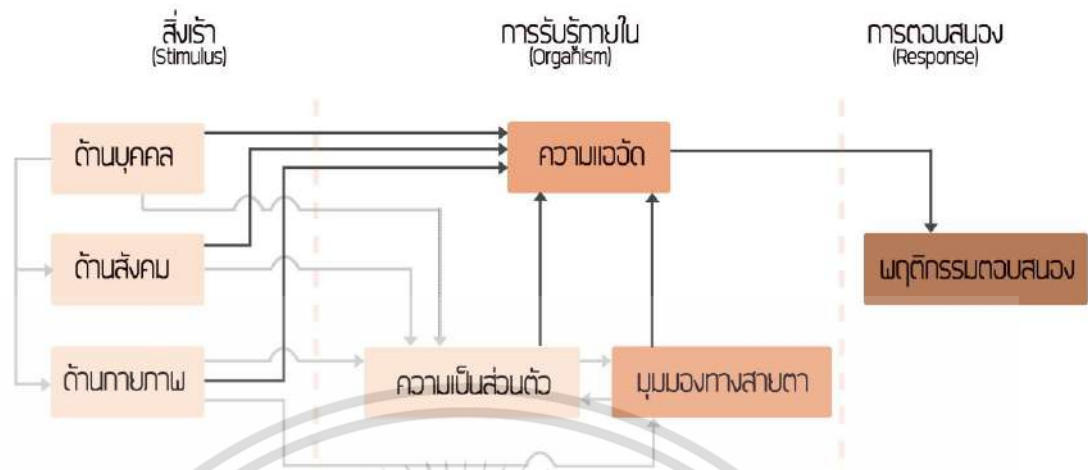 สิ่งเร้า
(Stimulus)
การรับรู้ภายใน
(Organism)
การตอบสนอง
(Response)
ด้านบุคคล
ความแออัด
ด้านสังคม
พฤติกรรมตอบสนอง
ด้านกายภาพ
ความเป็นส่วนตัว
มุมมองทางสายตา